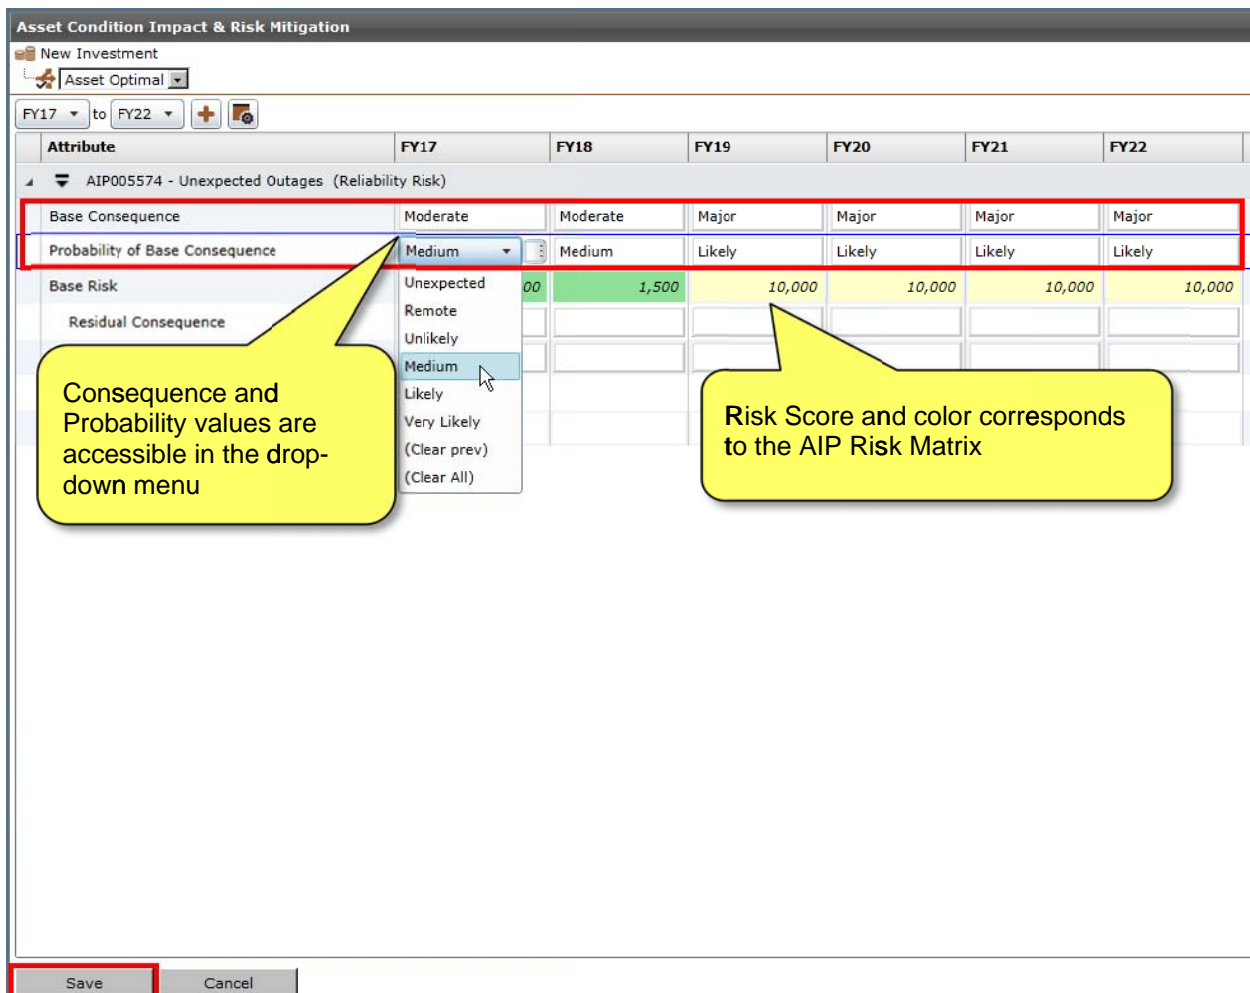 Asset Condition Impact & Risk Mitigation
New Investment
Asset Optimal
FY17 to FY22
Attribute FY17 FY18 FY19 FY20 FY21 FY22
AIP005574 - Unexpected Outages (Reliability Risk)
Base Consequence Moderate Moderate Major Major Major Major
Probability of Base Consequence Medium Medium Likely Likely Likely Likely
Base Risk 00 1,500 10,000 10,000 10,000 10,000
Residual Consequence
Unexpected
Remote
Unlikely
Medium
Likely
Very Likely
(Clear prev)
(Clear All)
Consequence and
Probability values are
accessible in the drop-
down menu
Risk Score and color corresponds
to the AIP Risk Matrix
Save Cancel